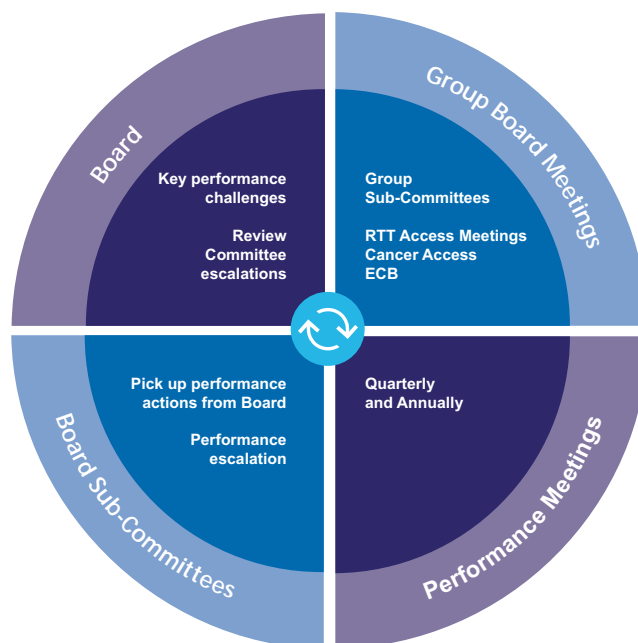 Board
Key performance
challenges
Review
Committee
escalations
Group Board Meetings
Group
Sub-Committees
RTT Access Meetings
Cancer Access
ECB
Board Sub-Committees
Pick up performance
actions from Board
Performance
escalation
Performance Meetings
Quarterly
and Annually